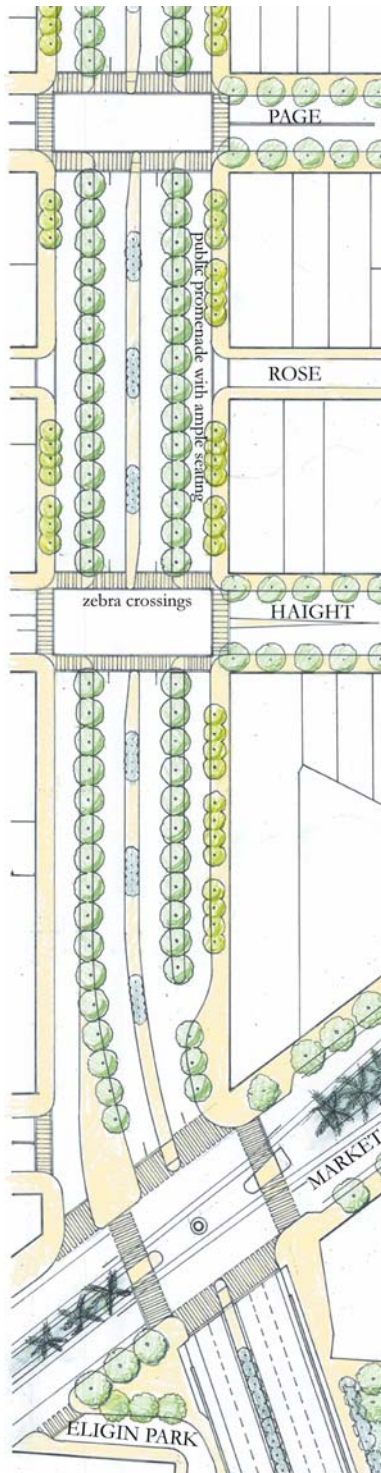 PAGE
public promenade with ample seating
ROSE
zebra crossings
HAIGHT
MARKET
ELIGIN PARK